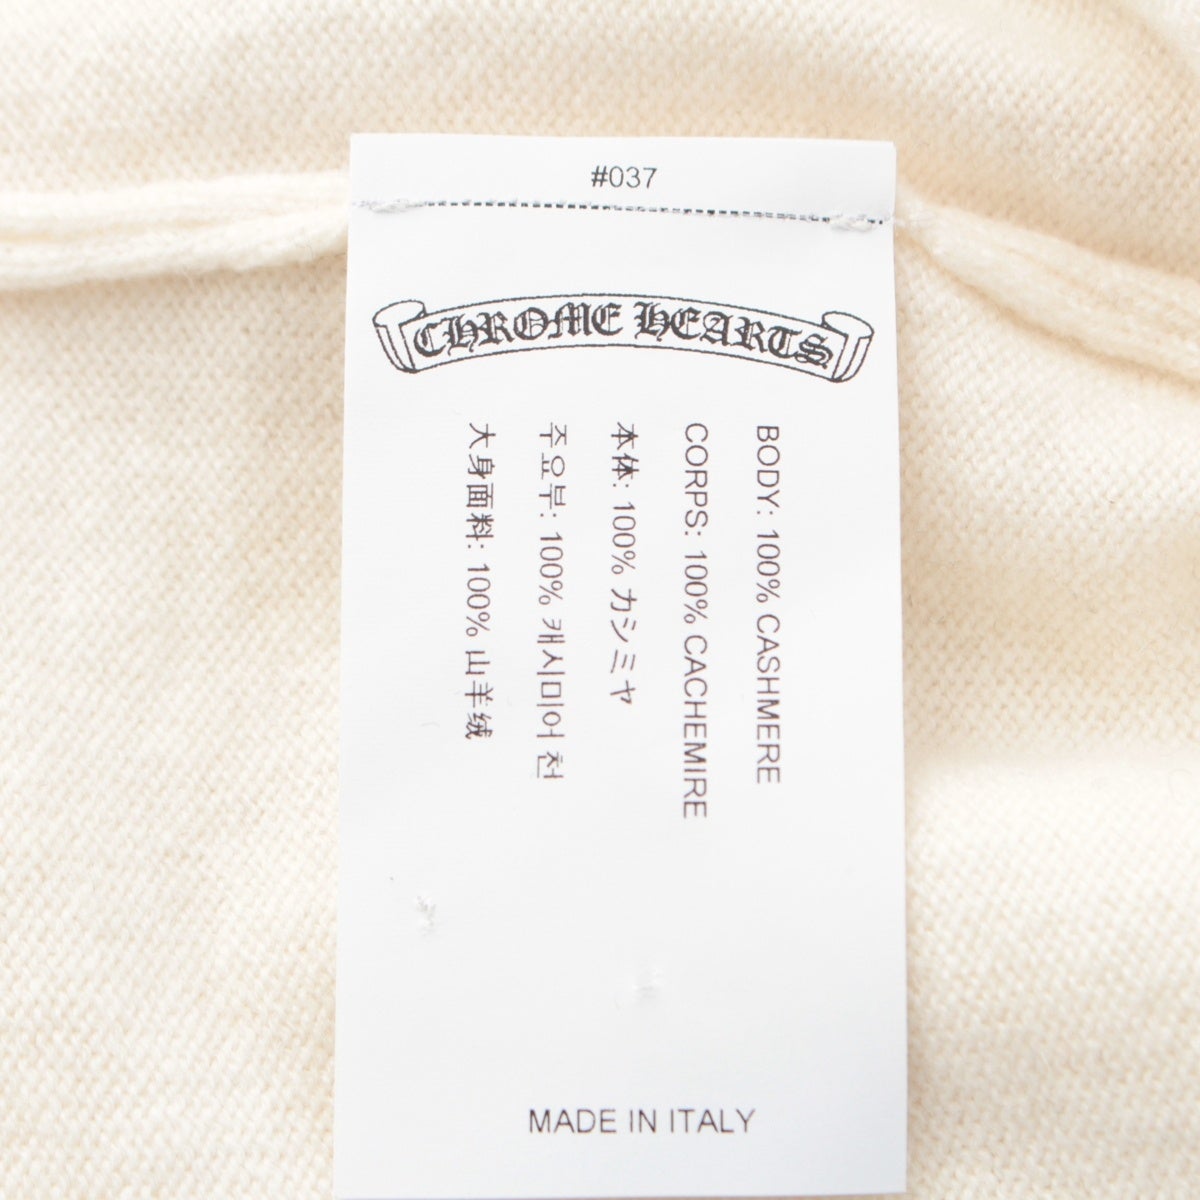 #037
CHROME HEARTS
BODY: 100% CASHMERE
CORPS: 100% CACHEMIRE
本体: 100% カシミヤ
주요부: 100% 캐시미어 천
大身面料: 100% 山羊绒
MADE IN ITALY